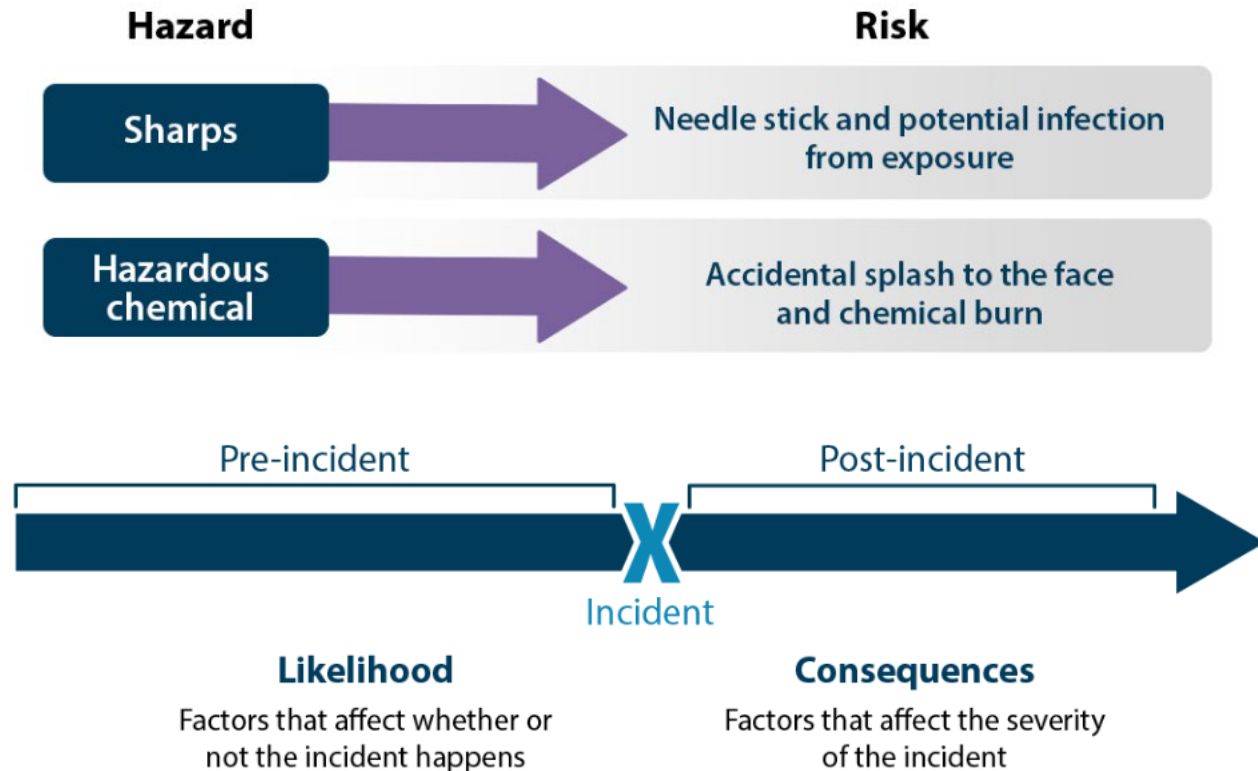 Hazard
Risk
Sharps
Needle stick and potential infection
from exposure
Hazardous
chemical
Accidental splash to the face
and chemical burn
Pre-incident
Post-incident
X
Incident
Likelihood
Factors that affect whether or
not the incident happens
Consequences
Factors that affect the severity
of the incident